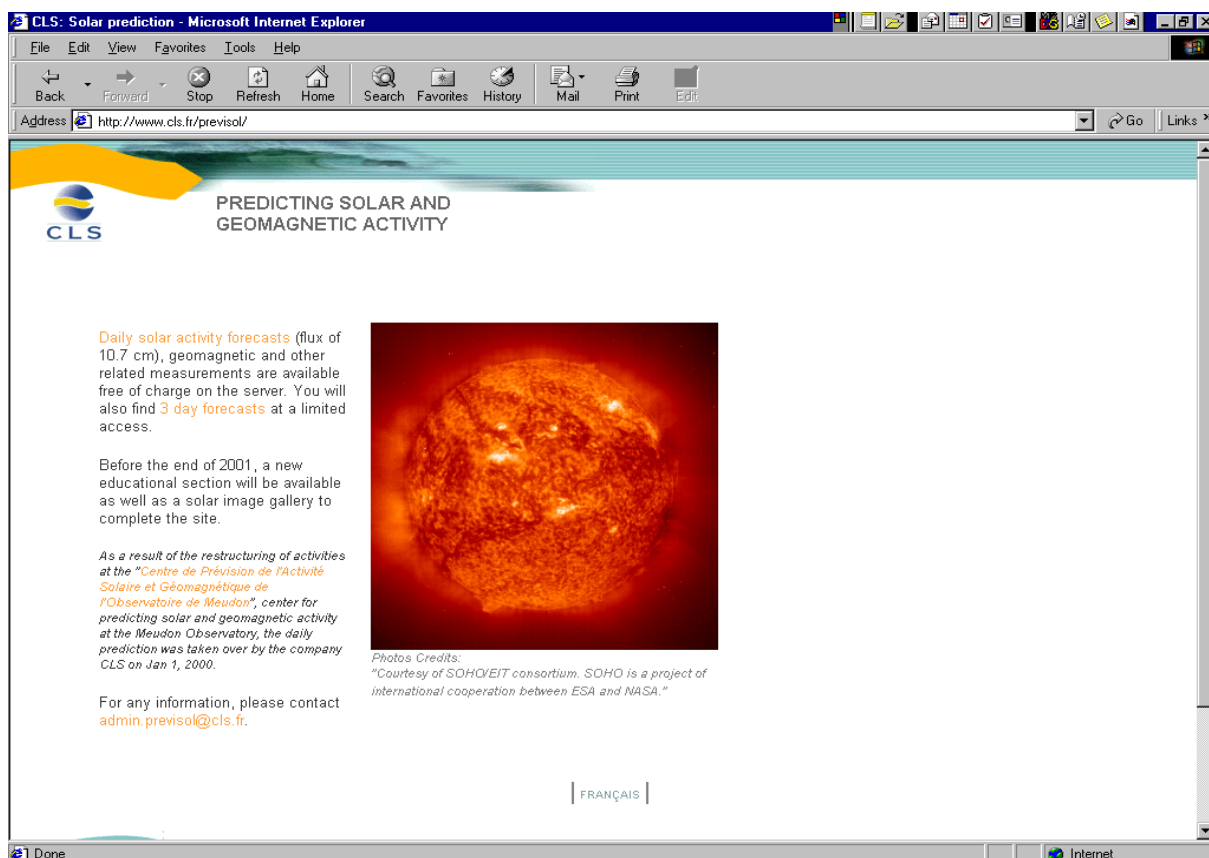 CLS: Solar prediction - Microsoft Internet Explorer
File Edit View Favorites Tools Help
Back Forward Stop Refresh Home Search Favorites History Mail Print Edit
Address http://www.cls.fr/previsol/ Go Links
CLS
PREDICTING SOLAR AND
GEOMAGNETIC ACTIVITY
Daily solar activity forecasts (flux of
10.7 cm), geomagnetic and other
related measurements are available
free of charge on the server. You will
also find 3 day forecasts at a limited
access.
Before the end of 2001, a new
educational section will be available
as well as a solar image gallery to
complete the site.
As a result of the restructuring of activities
at the "Centre de Prévision de l'Activité
Solaire et Géomagnétique de
l'Observatoire de Meudon", center for
predicting solar and geomagnetic activity
at the Meudon Observatory, the daily
prediction was taken over by the company
CLS on Jan 1, 2000.
For any information, please contact
admin.previsol@cls.fr.
Photos Credits:
"Courtesy of SOHO/EIT consortium. SOHO is a project of
international cooperation between ESA and NASA."
FRANÇAIS
Done Internet